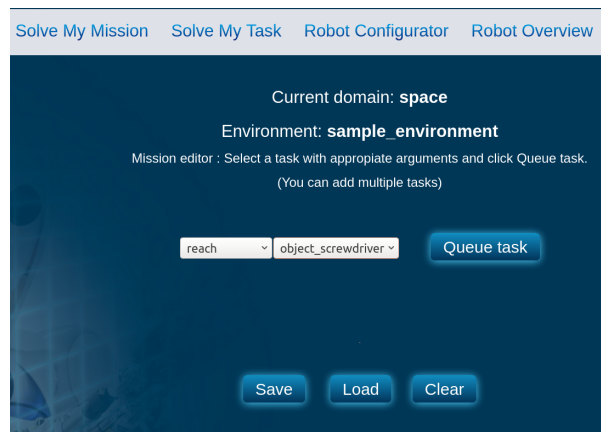 Solve My Mission Solve My Task Robot Configurator Robot Overview
Current domain: space
Environment: sample_environment
Mission editor : Select a task with appropiate arguments and click Queue task.
(You can add multiple tasks)
reach object_screwdriver Queue task
Save Load Clear